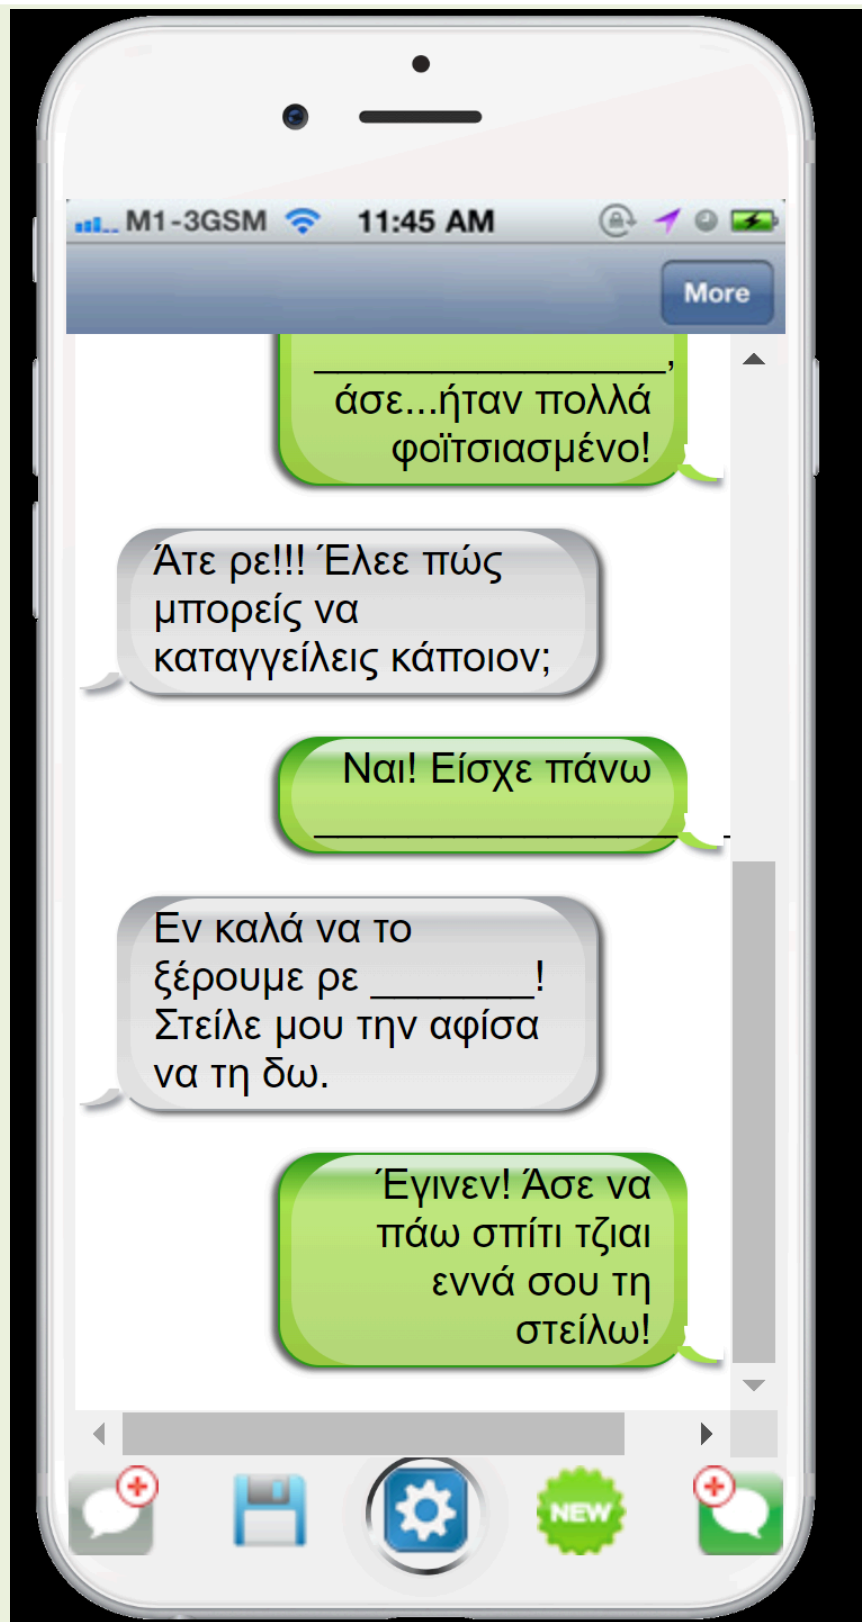 M1-3GSM 11:45 AM
More
_______________,
άσε...ήταν πολλά
φοϊτσιασμένο!
Άτε ρε!!! Έλεε πώς
μπορείς να
καταγγείλεις κάποιον;
Ναι! Είσχε πάνω
__________________
Εν καλά να το
ξέρουμε ρε _______!
Στείλε μου την αφίσα
να τη δω.
Έγινεν! Άσε να
πάω σπίτι τζιαι
εννά σου τη
στείλω!
NEW